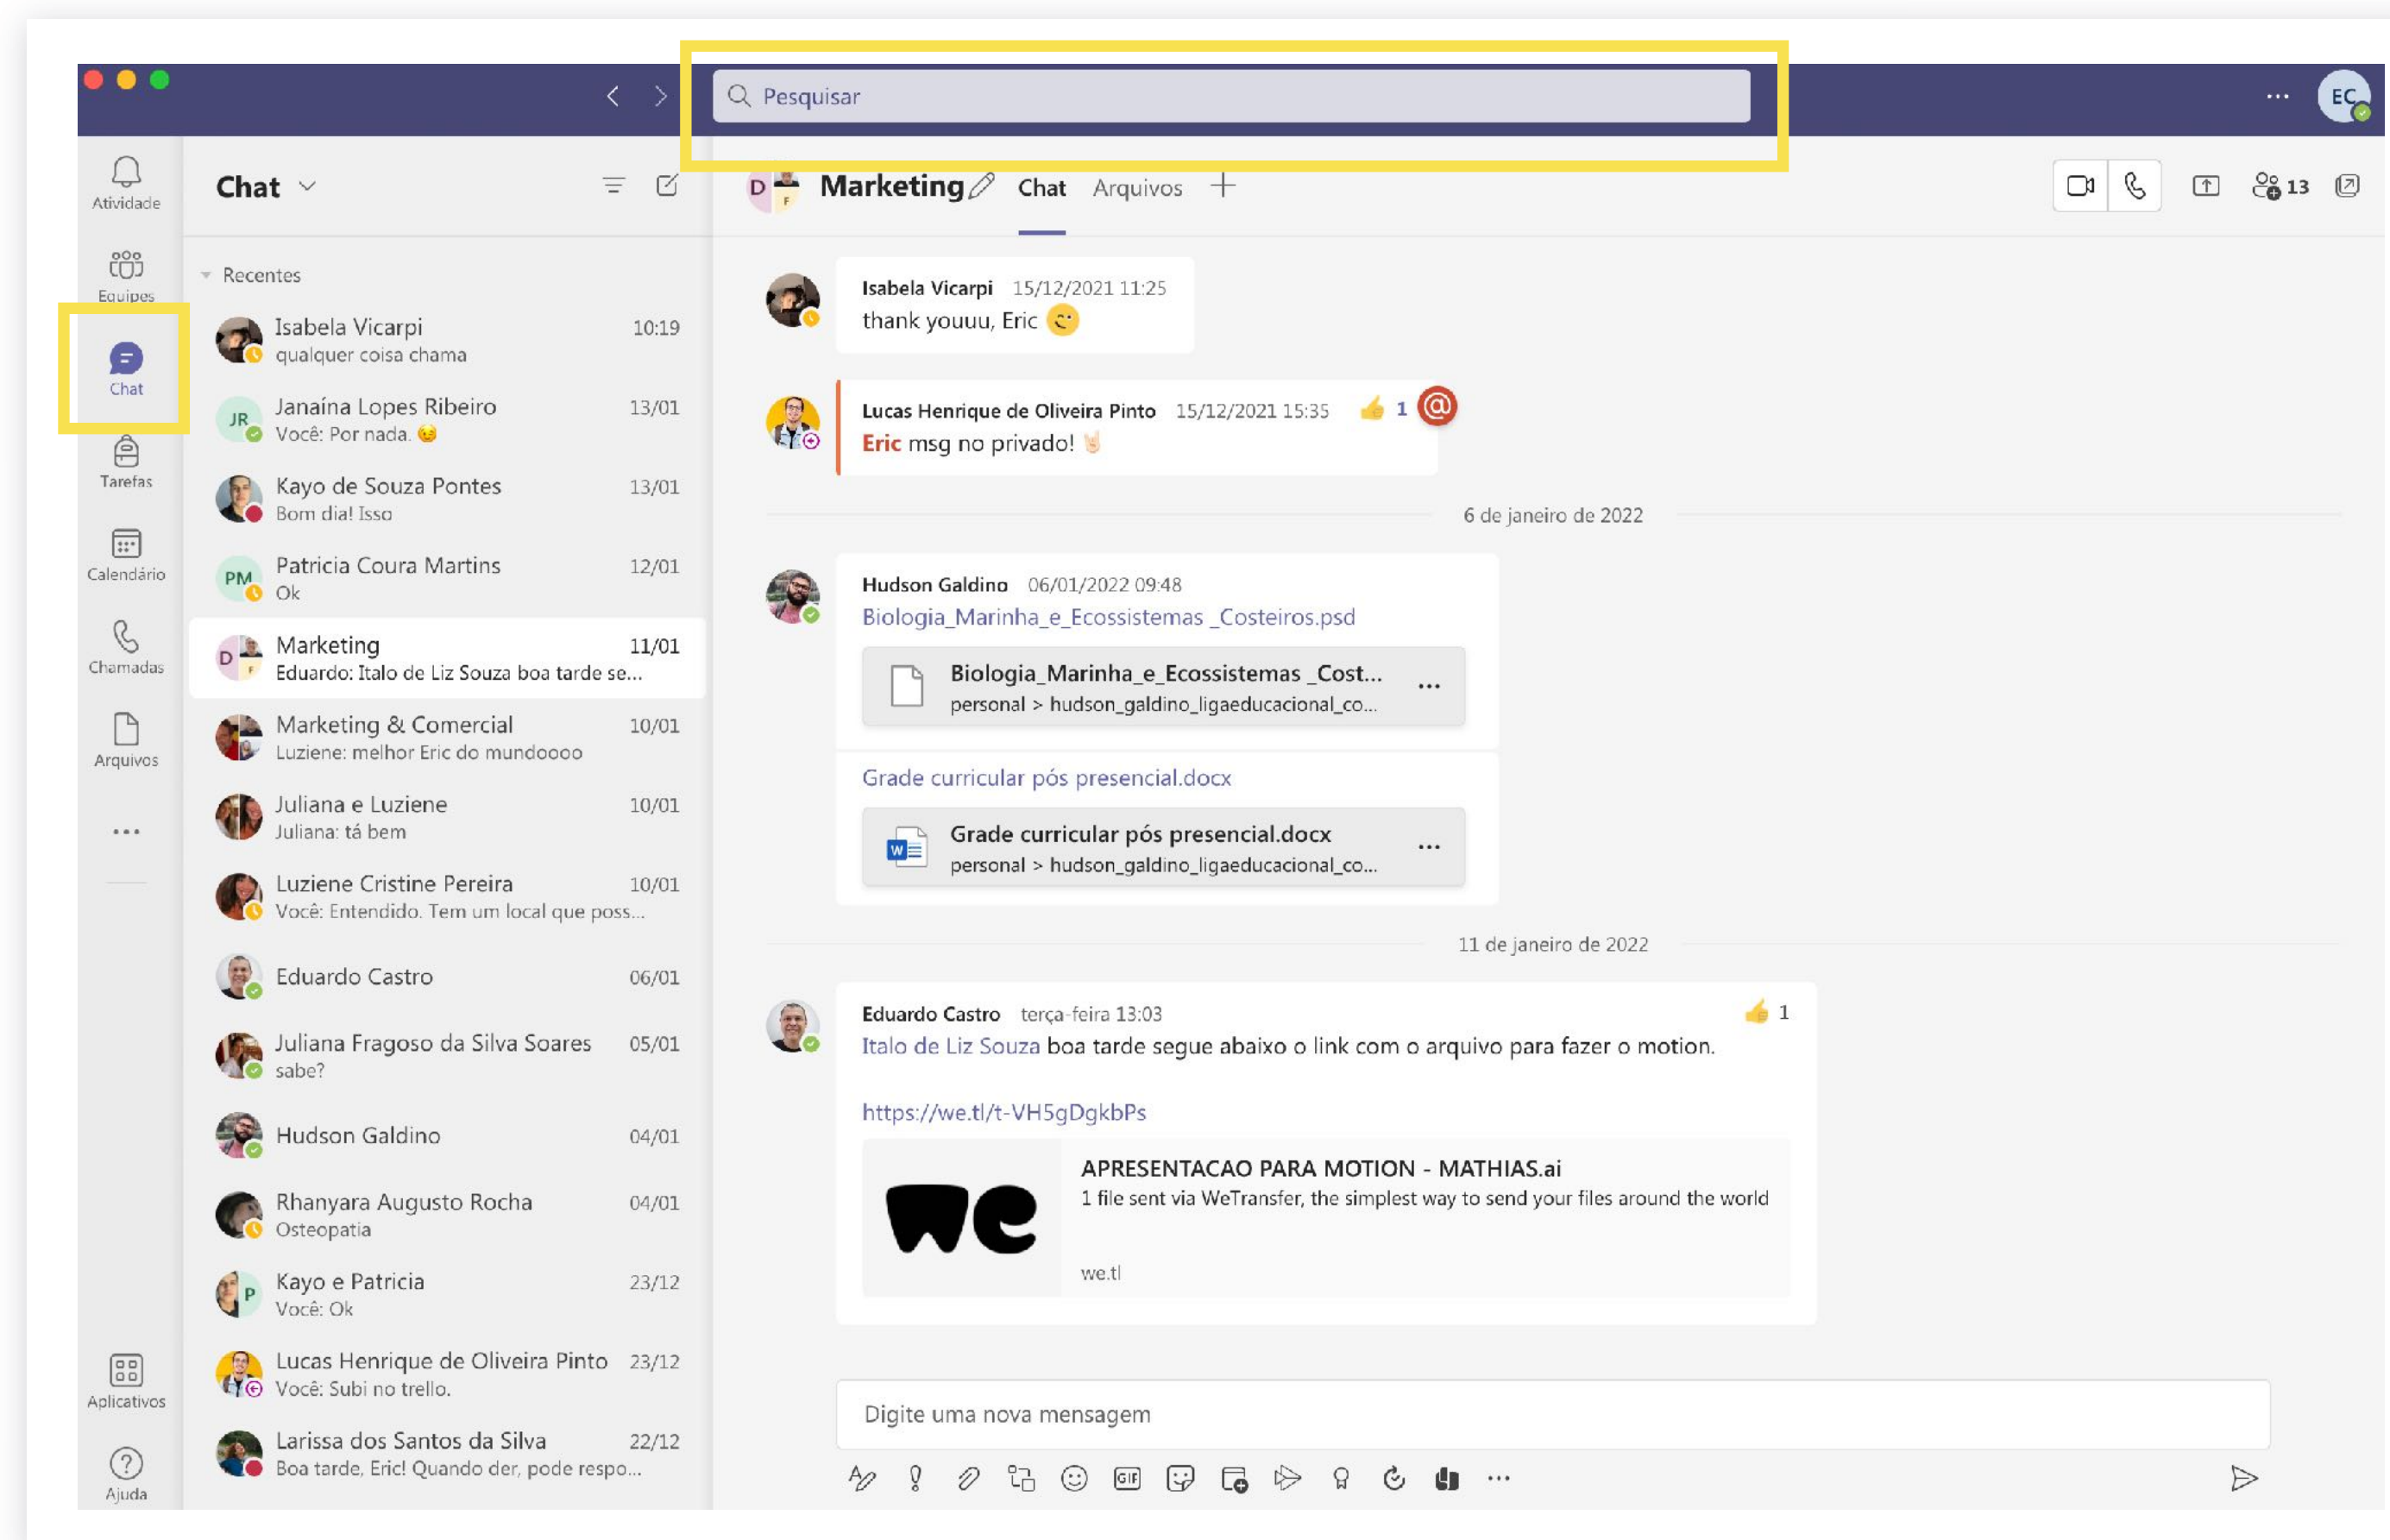 Pesquisar
EC
Atividade
Equipes
Chat
Tarefas
Calendário
Chamadas
Arquivos
Aplicativos
Ajuda
Chat
Recentes
Isabela Vicarpi 10:19
qualquer coisa chama
JR Janaína Lopes Ribeiro 13/01
Você: Por nada. 😉
Kayo de Souza Pontes 13/01
Bom dia! Isso
PM Patricia Coura Martins 12/01
Ok
D F Marketing 11/01
Eduardo: Italo de Liz Souza boa tarde se...
Marketing & Comercial 10/01
Luziene: melhor Eric do mundoooo
Juliana e Luziene 10/01
Juliana: tá bem
Luziene Cristine Pereira 10/01
Você: Entendido. Tem um local que poss...
Eduardo Castro 06/01
Juliana Fragoso da Silva Soares 05/01
sabe?
Hudson Galdino 04/01
Rhanyara Augusto Rocha 04/01
Osteopatia
P Kayo e Patricia 23/12
Você: Ok
Lucas Henrique de Oliveira Pinto 23/12
Você: Subi no trello.
Larissa dos Santos da Silva 22/12
Boa tarde, Eric! Quando der, pode respo...
D F Marketing Chat Arquivos 13
Isabela Vicarpi 15/12/2021 11:25
thank youuu, Eric
Lucas Henrique de Oliveira Pinto 15/12/2021 15:35 👍 1 @
Eric msg no privado! 🤘🏻
6 de janeiro de 2022
Hudson Galdino 06/01/2022 09:48
Biologia_Marinha_e_Ecossistemas _Costeiros.psd
Biologia_Marinha_e_Ecossistemas _Cost...
personal > hudson_galdino_ligaeducacional_co...
Grade curricular pós presencial.docx
W Grade curricular pós presencial.docx
personal > hudson_galdino_ligaeducacional_co...
11 de janeiro de 2022
Eduardo Castro terça-feira 13:03 👍 1
Italo de Liz Souza boa tarde segue abaixo o link com o arquivo para fazer o motion.
https://we.tl/t-VH5gDgkbPs
we
APRESENTACAO PARA MOTION - MATHIAS.ai
1 file sent via WeTransfer, the simplest way to send your files around the world
we.tl
Digite uma nova mensagem
GIF